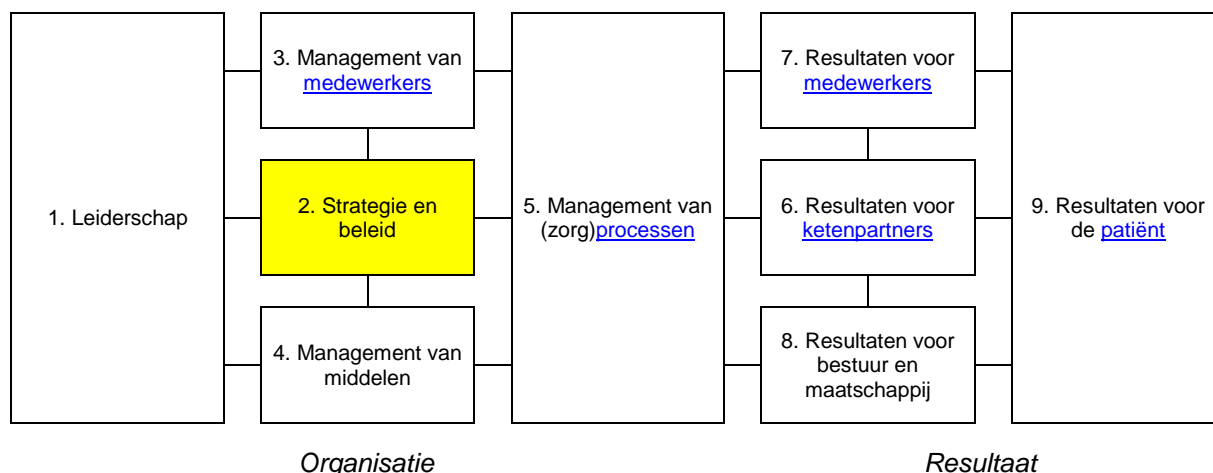 1. Leiderschap
3. Management van
medewerkers
2. Strategie en
beleid
4. Management van
middelen
5. Management van
(zorg)processen
7. Resultaten voor
medewerkers
6. Resultaten voor
ketenpartners
8. Resultaten voor
bestuur en
maatschappij
9. Resultaten voor
de patiënt
Organisatie
Resultaat